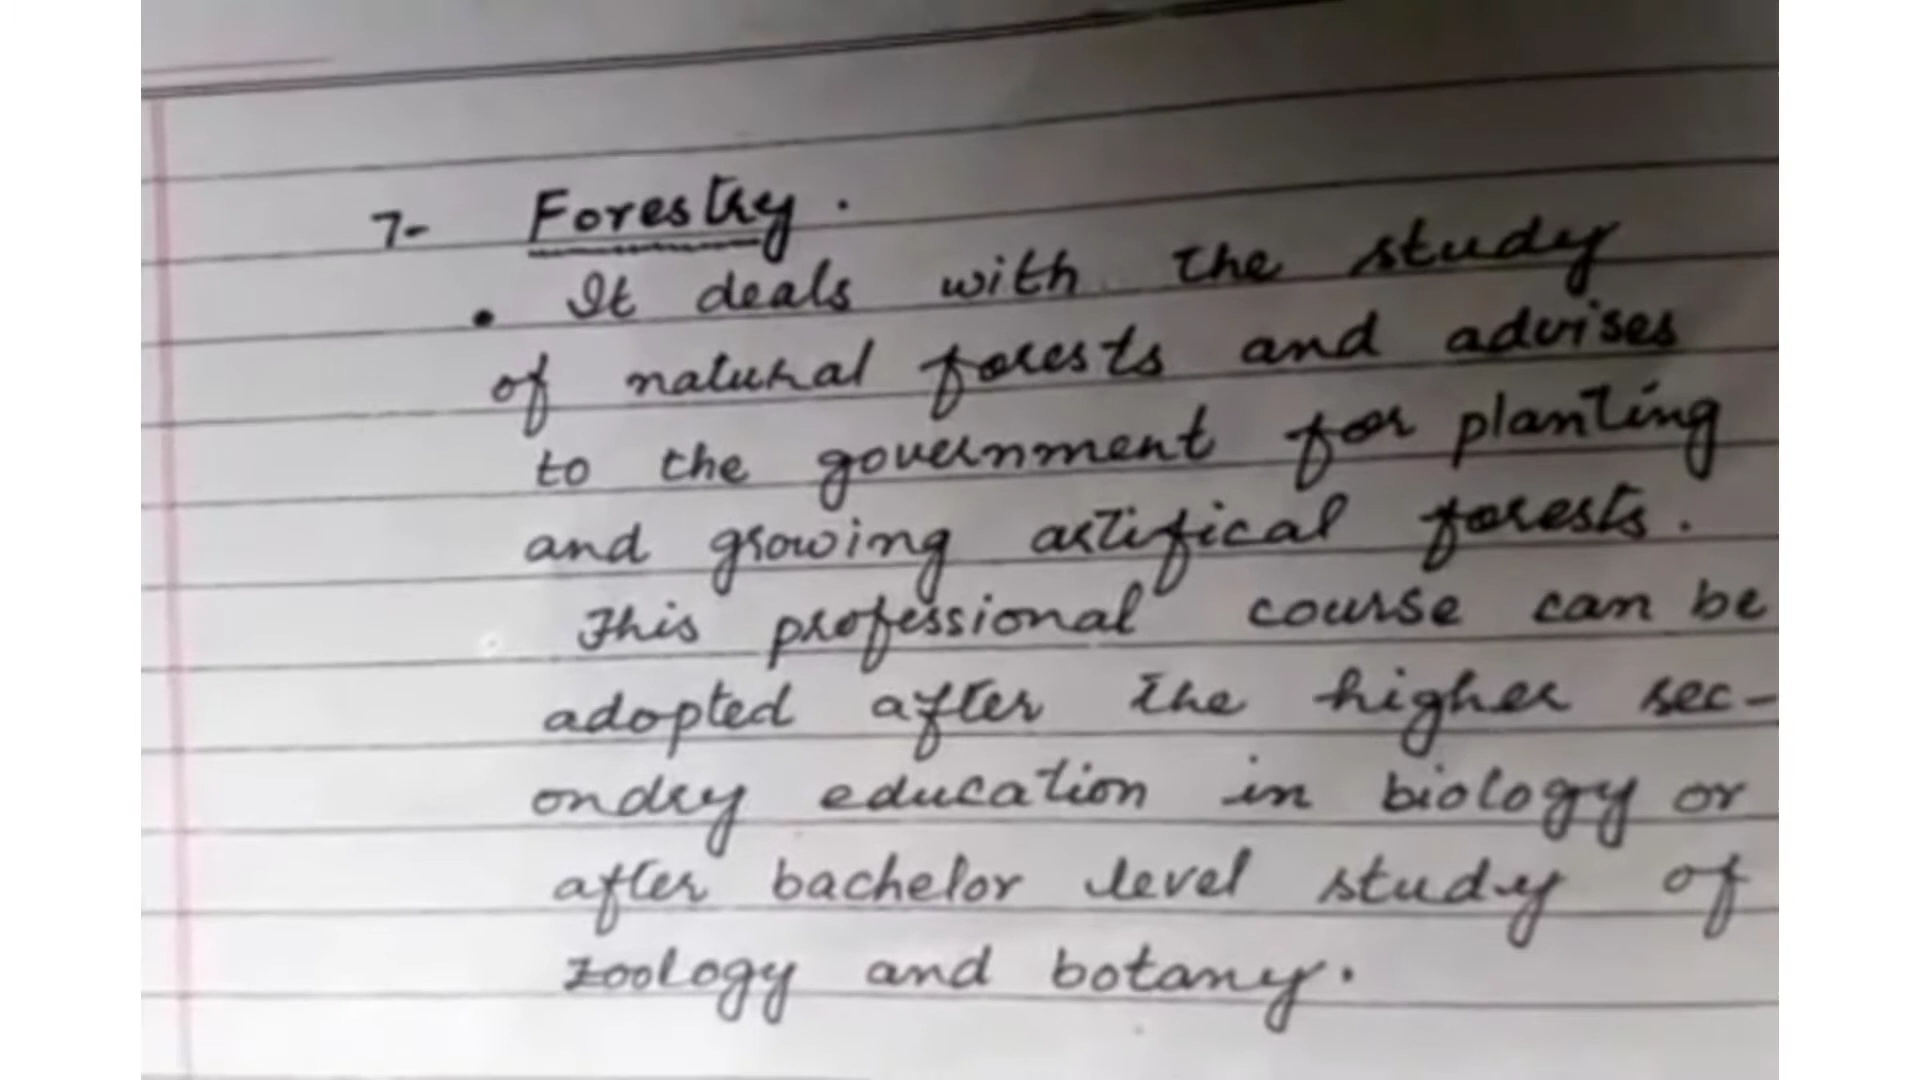 7- Forestry.
• It deals with the study
of natural forests and advises
to the government for planting
and growing artifical forests.
This professional course can be
adopted after the higher sec-
ondry education in biology or
after bachelor level study of
zoology and botany.